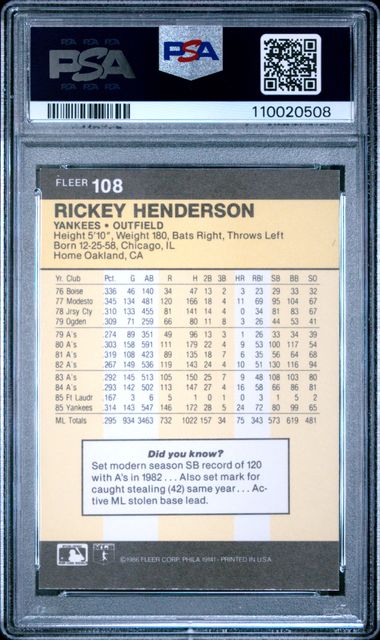 PSA
PSA
110020508
FLEER 108
RICKEY HENDERSON
YANKEES • OUTFIELD
Height 5'10", Weight 180, Bats Right, Throws Left
Born 12-25-58, Chicago, IL
Home Oakland, CA
Yr. Club Pct. G AB R H 2B 3B HR RBI SB BB SO
76 Boise .336 46 140 34 47 13 2 3 23 29 33 32
77 Modesto .345 134 481 120 166 18 4 11 69 95 104 67
78 Jrsy Cty .310 133 455 81 141 14 4 0 34 81 83 67
79 Ogden .309 71 259 66 80 11 8 3 26 44 53 41
79 A's .274 89 351 49 96 13 3 1 26 33 34 39
80 A's .303 158 591 111 179 22 4 9 53 100 117 54
81 A's .319 108 423 89 135 18 7 6 35 56 64 68
82 A's .267 149 536 119 143 24 4 10 51 130 116 94
83 A's .292 145 513 105 150 25 7 9 48 108 103 80
84 A's .293 142 502 113 147 27 4 16 58 66 86 81
85 Ft Laudr .167 3 6 5 1 0 1 0 3 1 5 2
85 Yankees .314 143 547 146 172 28 5 24 72 80 99 65
ML Totals .295 934 3463 732 1022 157 34 75 343 573 619 481
Did you know?
Set modern season SB record of 120
with A's in 1982 . . . Also set mark for
caught stealing (42) same year . . . Ac-
tive ML stolen base lead.
©1986 FLEER CORP. PHILA 19141 - PRINTED IN U.S.A.